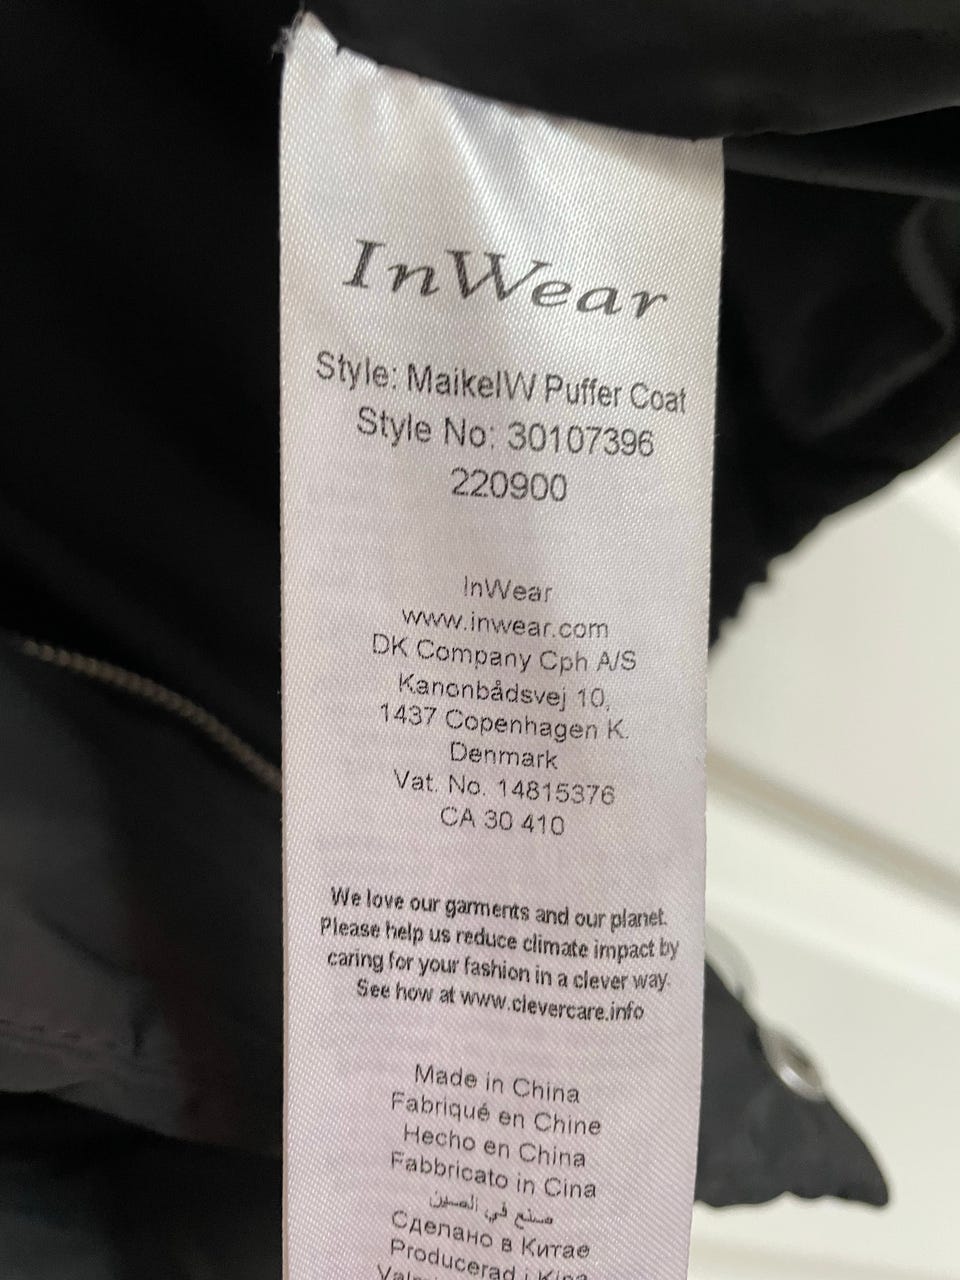 InWear
Style: MaikeIW Puffer Coat
Style No: 30107396
220900
InWear
www.inwear.com
DK Company Cph A/S
Kanonbådsvej 10,
1437 Copenhagen K.
Denmark
Vat. No. 14815376
CA 30 410
We love our garments and our planet.
Please help us reduce climate impact by
caring for your fashion in a clever way.
See how at www.clevercare.info
Made in China
Fabriqué en Chine
Hecho en China
Fabbricato in Cina
صنع في الصين
Сделано в Китае
Producerad i Kina